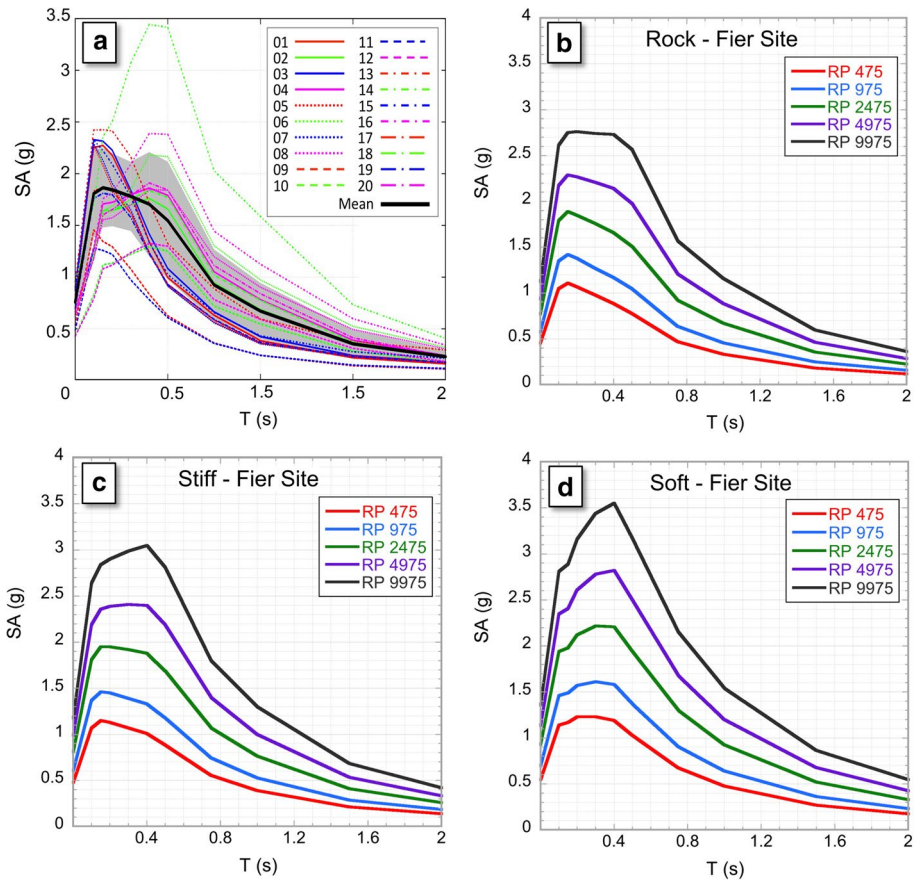 a
3.5
3
2.5
2
1.5
1
0.5
SA (g)
01 11
02 12
03 13
04 14
05 15
06 16
07 17
08 18
09 19
10 20
Mean
0 0.5 1.5 1.5 2
T (s)
b
Rock - Fier Site
4
3.5
3
2.5
2
1.5
1
0.5
0
SA (g)
RP 475
RP 975
RP 2475
RP 4975
RP 9975
0.4 0.8 1.2 1.6 2
T (s)
c
Stiff - Fier Site
4
3.5
3
2.5
2
1.5
1
0.5
0
SA (g)
RP 475
RP 975
RP 2475
RP 4975
RP 9975
0.4 0.8 1.2 1.6 2
T (s)
d
Soft - Fier Site
4
3.5
3
2.5
2
1.5
1
0.5
0
SA (g)
RP 475
RP 975
RP 2475
RP 4975
RP 9975
0.4 0.8 1.2 1.6 2
T (s)